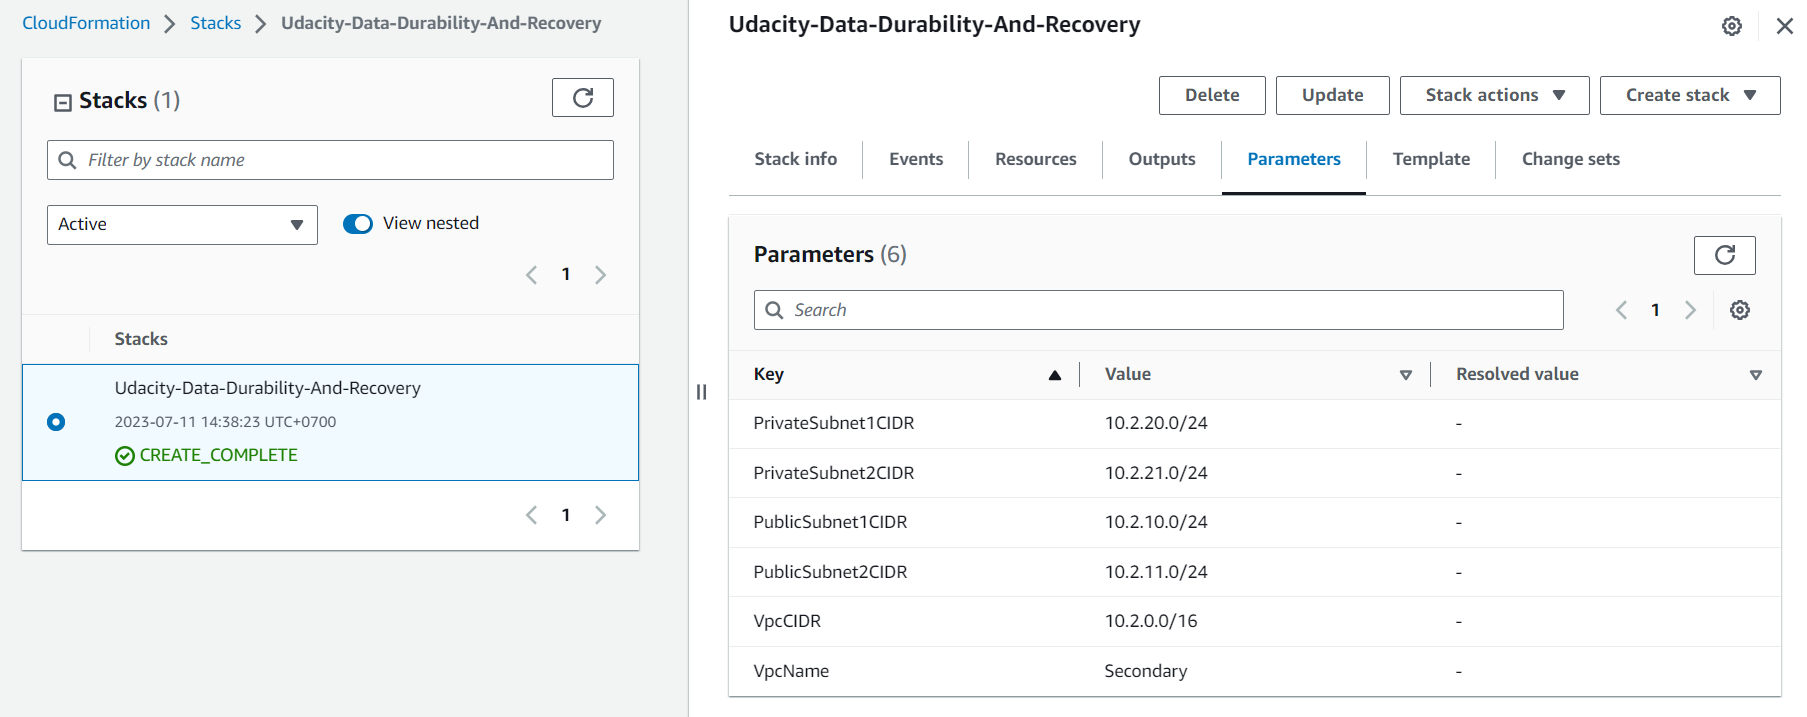 CloudFormation > Stacks > Udacity-Data-Durability-And-Recovery
Stacks (1)
Filter by stack name
Active
View nested
1
Stacks
Udacity-Data-Durability-And-Recovery
2023-07-11 14:38:23 UTC+0700
CREATE_COMPLETE
1
Udacity-Data-Durability-And-Recovery
Delete Update Stack actions Create stack
Stack info Events Resources Outputs Parameters Template Change sets
Parameters (6)
Search
1
Key Value Resolved value
PrivateSubnet1CIDR 10.2.20.0/24 -
PrivateSubnet2CIDR 10.2.21.0/24 -
PublicSubnet1CIDR 10.2.10.0/24 -
PublicSubnet2CIDR 10.2.11.0/24 -
VpcCIDR 10.2.0.0/16 -
VpcName Secondary -